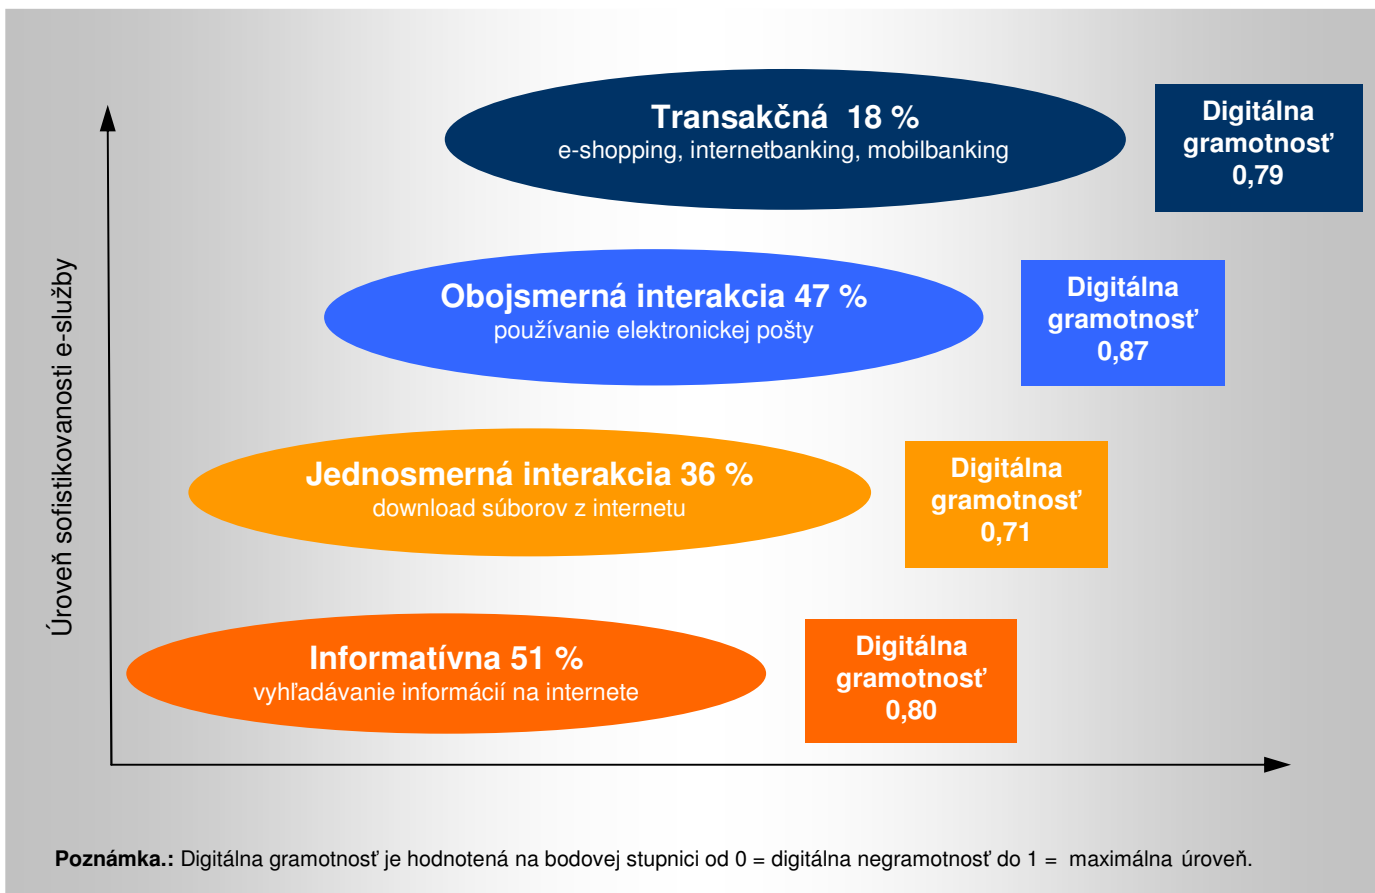 Transakčná  18 %
e-shopping, internetbanking, mobilbanking
Digitálna
gramotnosť
0,79
Obojsmerná interakcia 47 %
používanie elektronickej pošty
Digitálna
gramotnosť
0,87
Úroveň sofistikovanosti e-služby
Jednosmerná interakcia 36 %
download súborov z internetu
Digitálna
gramotnosť
0,71
Informatívna 51 %
vyhľadávanie informácií na internete
Digitálna
gramotnosť
0,80
Poznámka.: Digitálna gramotnosť je hodnotená na bodovej stupnici od 0 = digitálna negramotnosť do 1 =  maximálna úroveň.